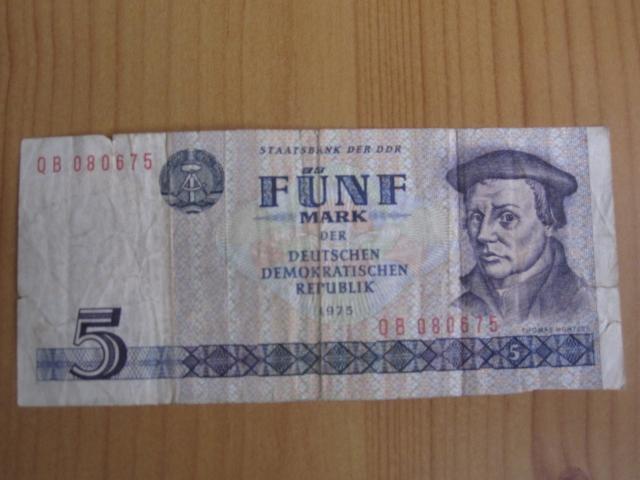 QB 080675
STAATSBANK DER DDR
FÜNF
MARK
DER
DEUTSCHEN
DEMOKRATISCHEN
REPUBLIK
1975
QB 080675
THOMAS MÜNTZER
5
5